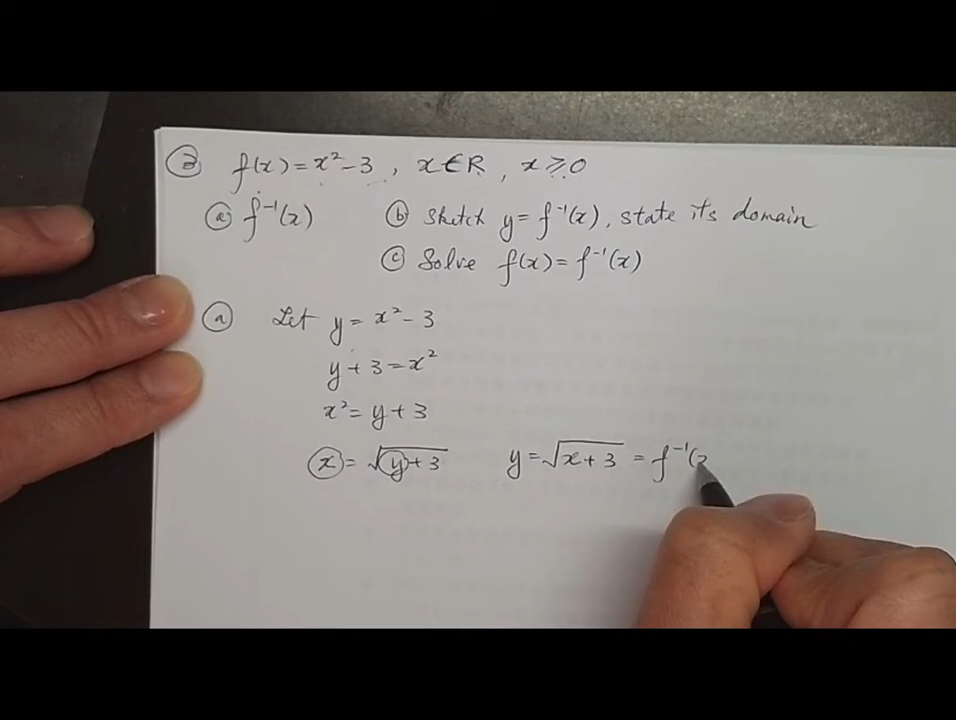 ② f(x) = x² - 3 , x ∈ R , x ⩾ 0
ⓐ f⁻¹(x) ⓑ Sketch y = f⁻¹(x), state its domain
ⓒ Solve f(x) = f⁻¹(x)
ⓐ Let y = x² - 3
y + 3 = x²
x² = y + 3
x = √(y + 3) y = √(x + 3) = f⁻¹(